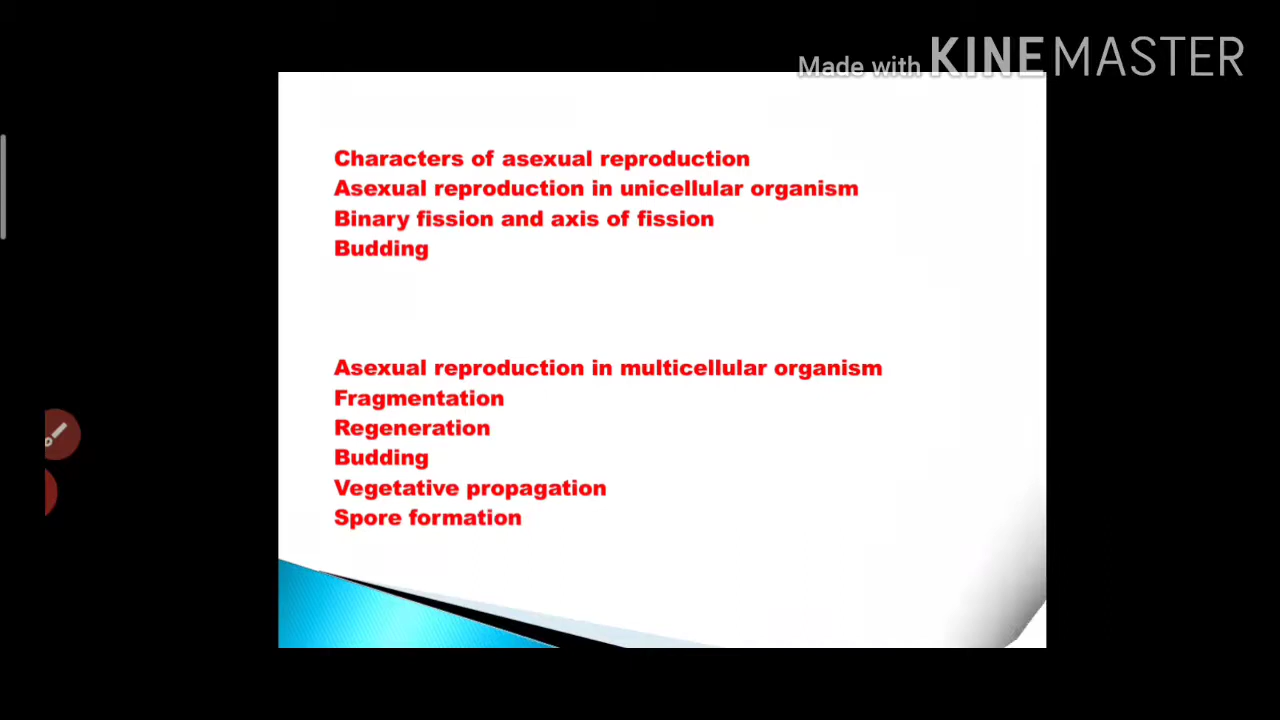 Made with KINEMASTER
Characters of asexual reproduction
Asexual reproduction in unicellular organism
Binary fission and axis of fission
Budding
Asexual reproduction in multicellular organism
Fragmentation
Regeneration
Budding
Vegetative propagation
Spore formation